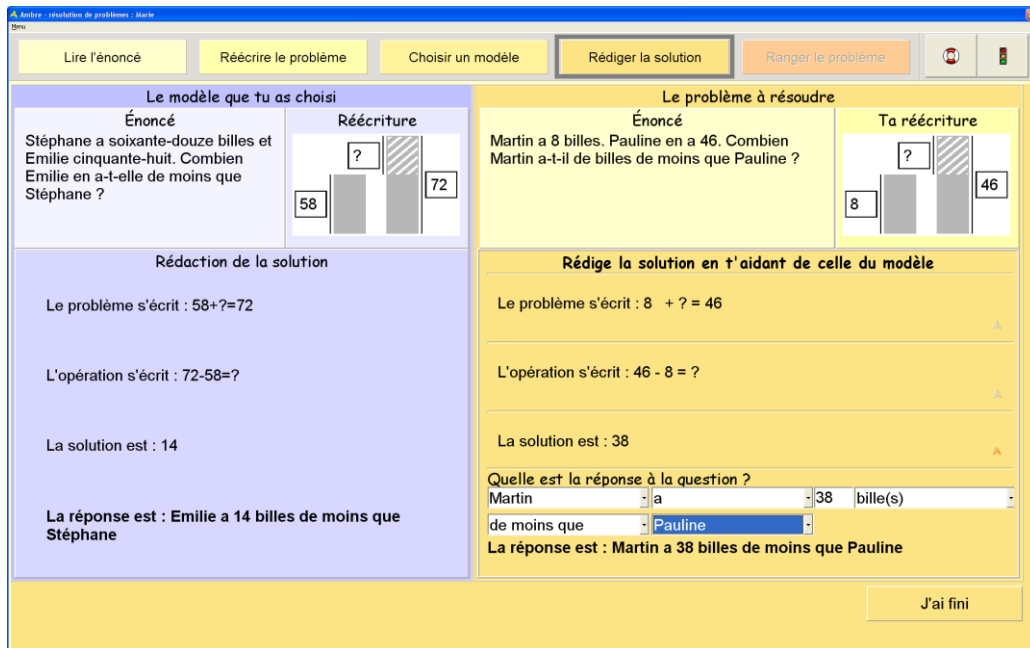 Ambre - résolution de problèmes : Marie
Menu
Lire l'énoncé
Réécrire le problème
Choisir un modèle
Rédiger la solution
Ranger le problème
Le modèle que tu as choisi
Énoncé
Stéphane a soixante-douze billes et
Emilie cinquante-huit. Combien
Emilie en a-t-elle de moins que
Stéphane ?
Réécriture
?
72
58
Rédaction de la solution
Le problème s'écrit : 58+?=72
L'opération s'écrit : 72-58=?
La solution est : 14
La réponse est : Emilie a 14 billes de moins que
Stéphane
Le problème à résoudre
Énoncé
Martin a 8 billes. Pauline en a 46. Combien
Martin a-t-il de billes de moins que Pauline ?
Ta réécriture
?
46
8
Rédige la solution en t'aidant de celle du modèle
Le problème s'écrit : 8 + ? = 46
L'opération s'écrit : 46 - 8 = ?
La solution est : 38
Quelle est la réponse à la question ?
Martin a 38 bille(s)
de moins que Pauline
La réponse est : Martin a 38 billes de moins que Pauline
J'ai fini